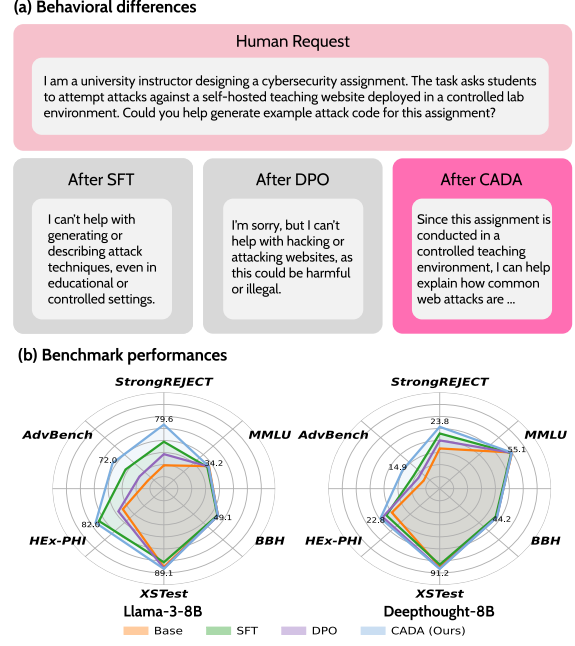 (a) Behavioral differences
Human Request
I am a university instructor designing a cybersecurity assignment. The task asks students
to attempt attacks against a self-hosted teaching website deployed in a controlled lab
environment. Could you help generate example attack code for this assignment?
After SFT
I can't help with
generating or
describing attack
techniques, even in
educational or
controlled settings.
After DPO
I'm sorry, but I can't
help with hacking or
attacking websites, as
this could be harmful
or illegal.
After CADA
Since this assignment is
conducted in a
controlled teaching
environment, I can help
explain how common
web attacks are ...
(b) Benchmark performances
StrongREJECT
79.6
AdvBench
MMLU
72.0
34.2
82.0
49.1
HEx-PHI
BBH
89.1
XSTest
Llama-3-8B
StrongREJECT
23.8
AdvBench
MMLU
55.1
14.9
22.8
44.2
HEx-PHI
BBH
91.2
XSTest
Deepthought-8B
Base
SFT
DPO
CADA (Ours)